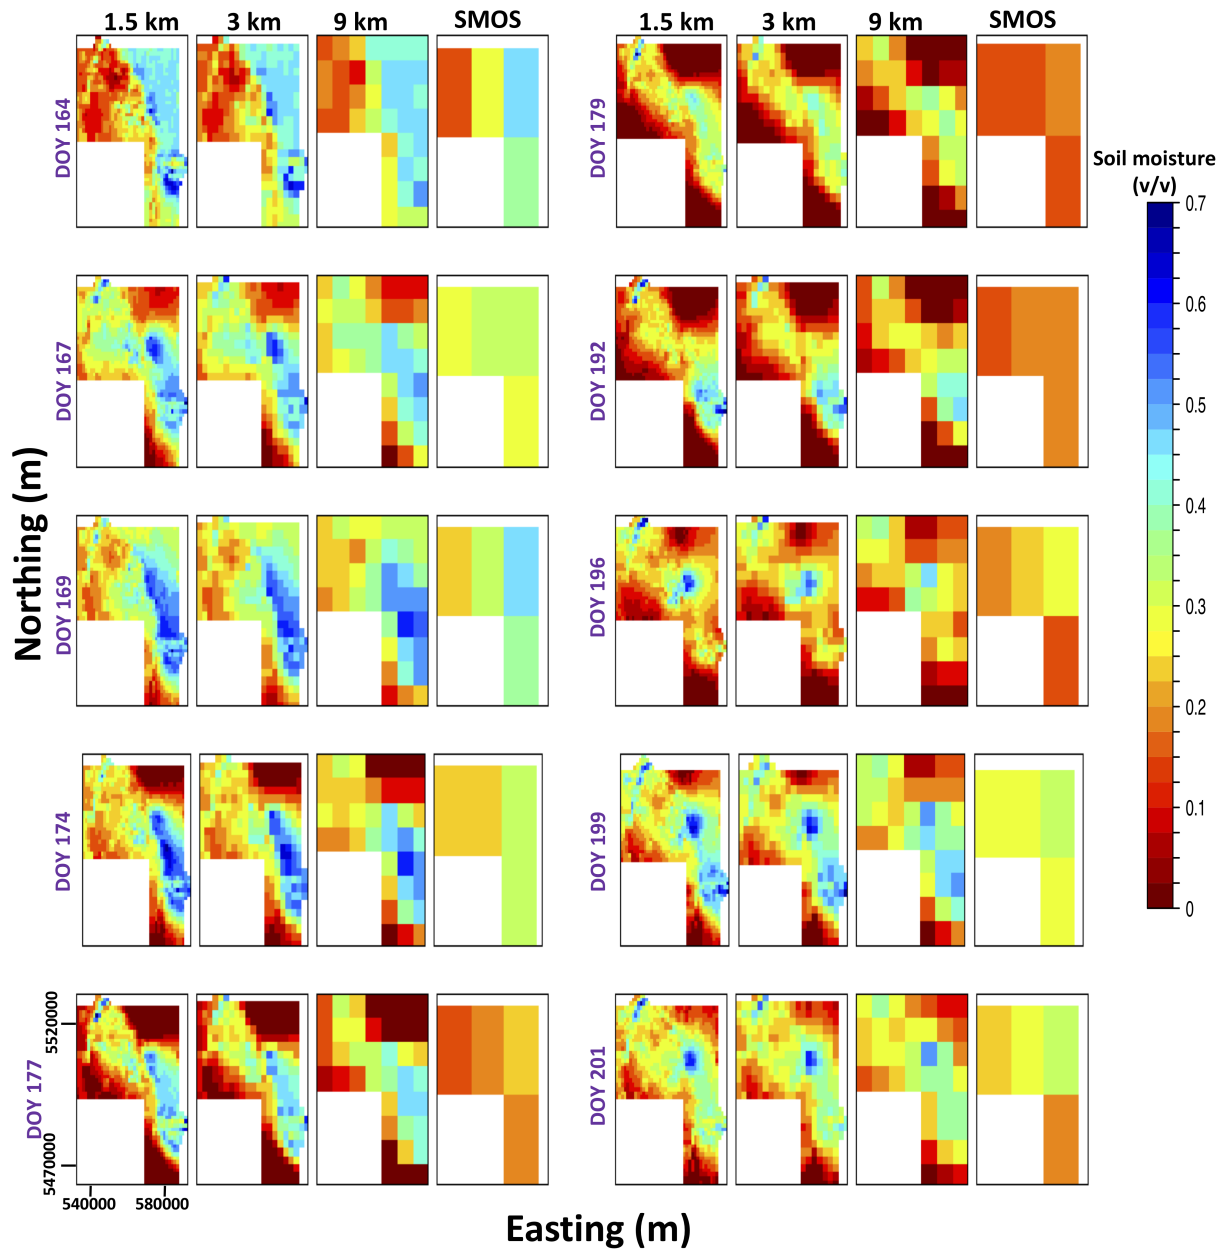 1.5 km 3 km 9 km SMOS 1.5 km 3 km 9 km SMOS
DOY 164
DOY 179
Soil moisture
(v/v)
0.7
0.6
0.5
0.4
0.3
0.2
0.1
0
DOY 167
DOY 192
Northing (m)
DOY 169
DOY 196
DOY 174
DOY 199
DOY 177
DOY 201
5520000
5470000
540000 580000
Easting (m)